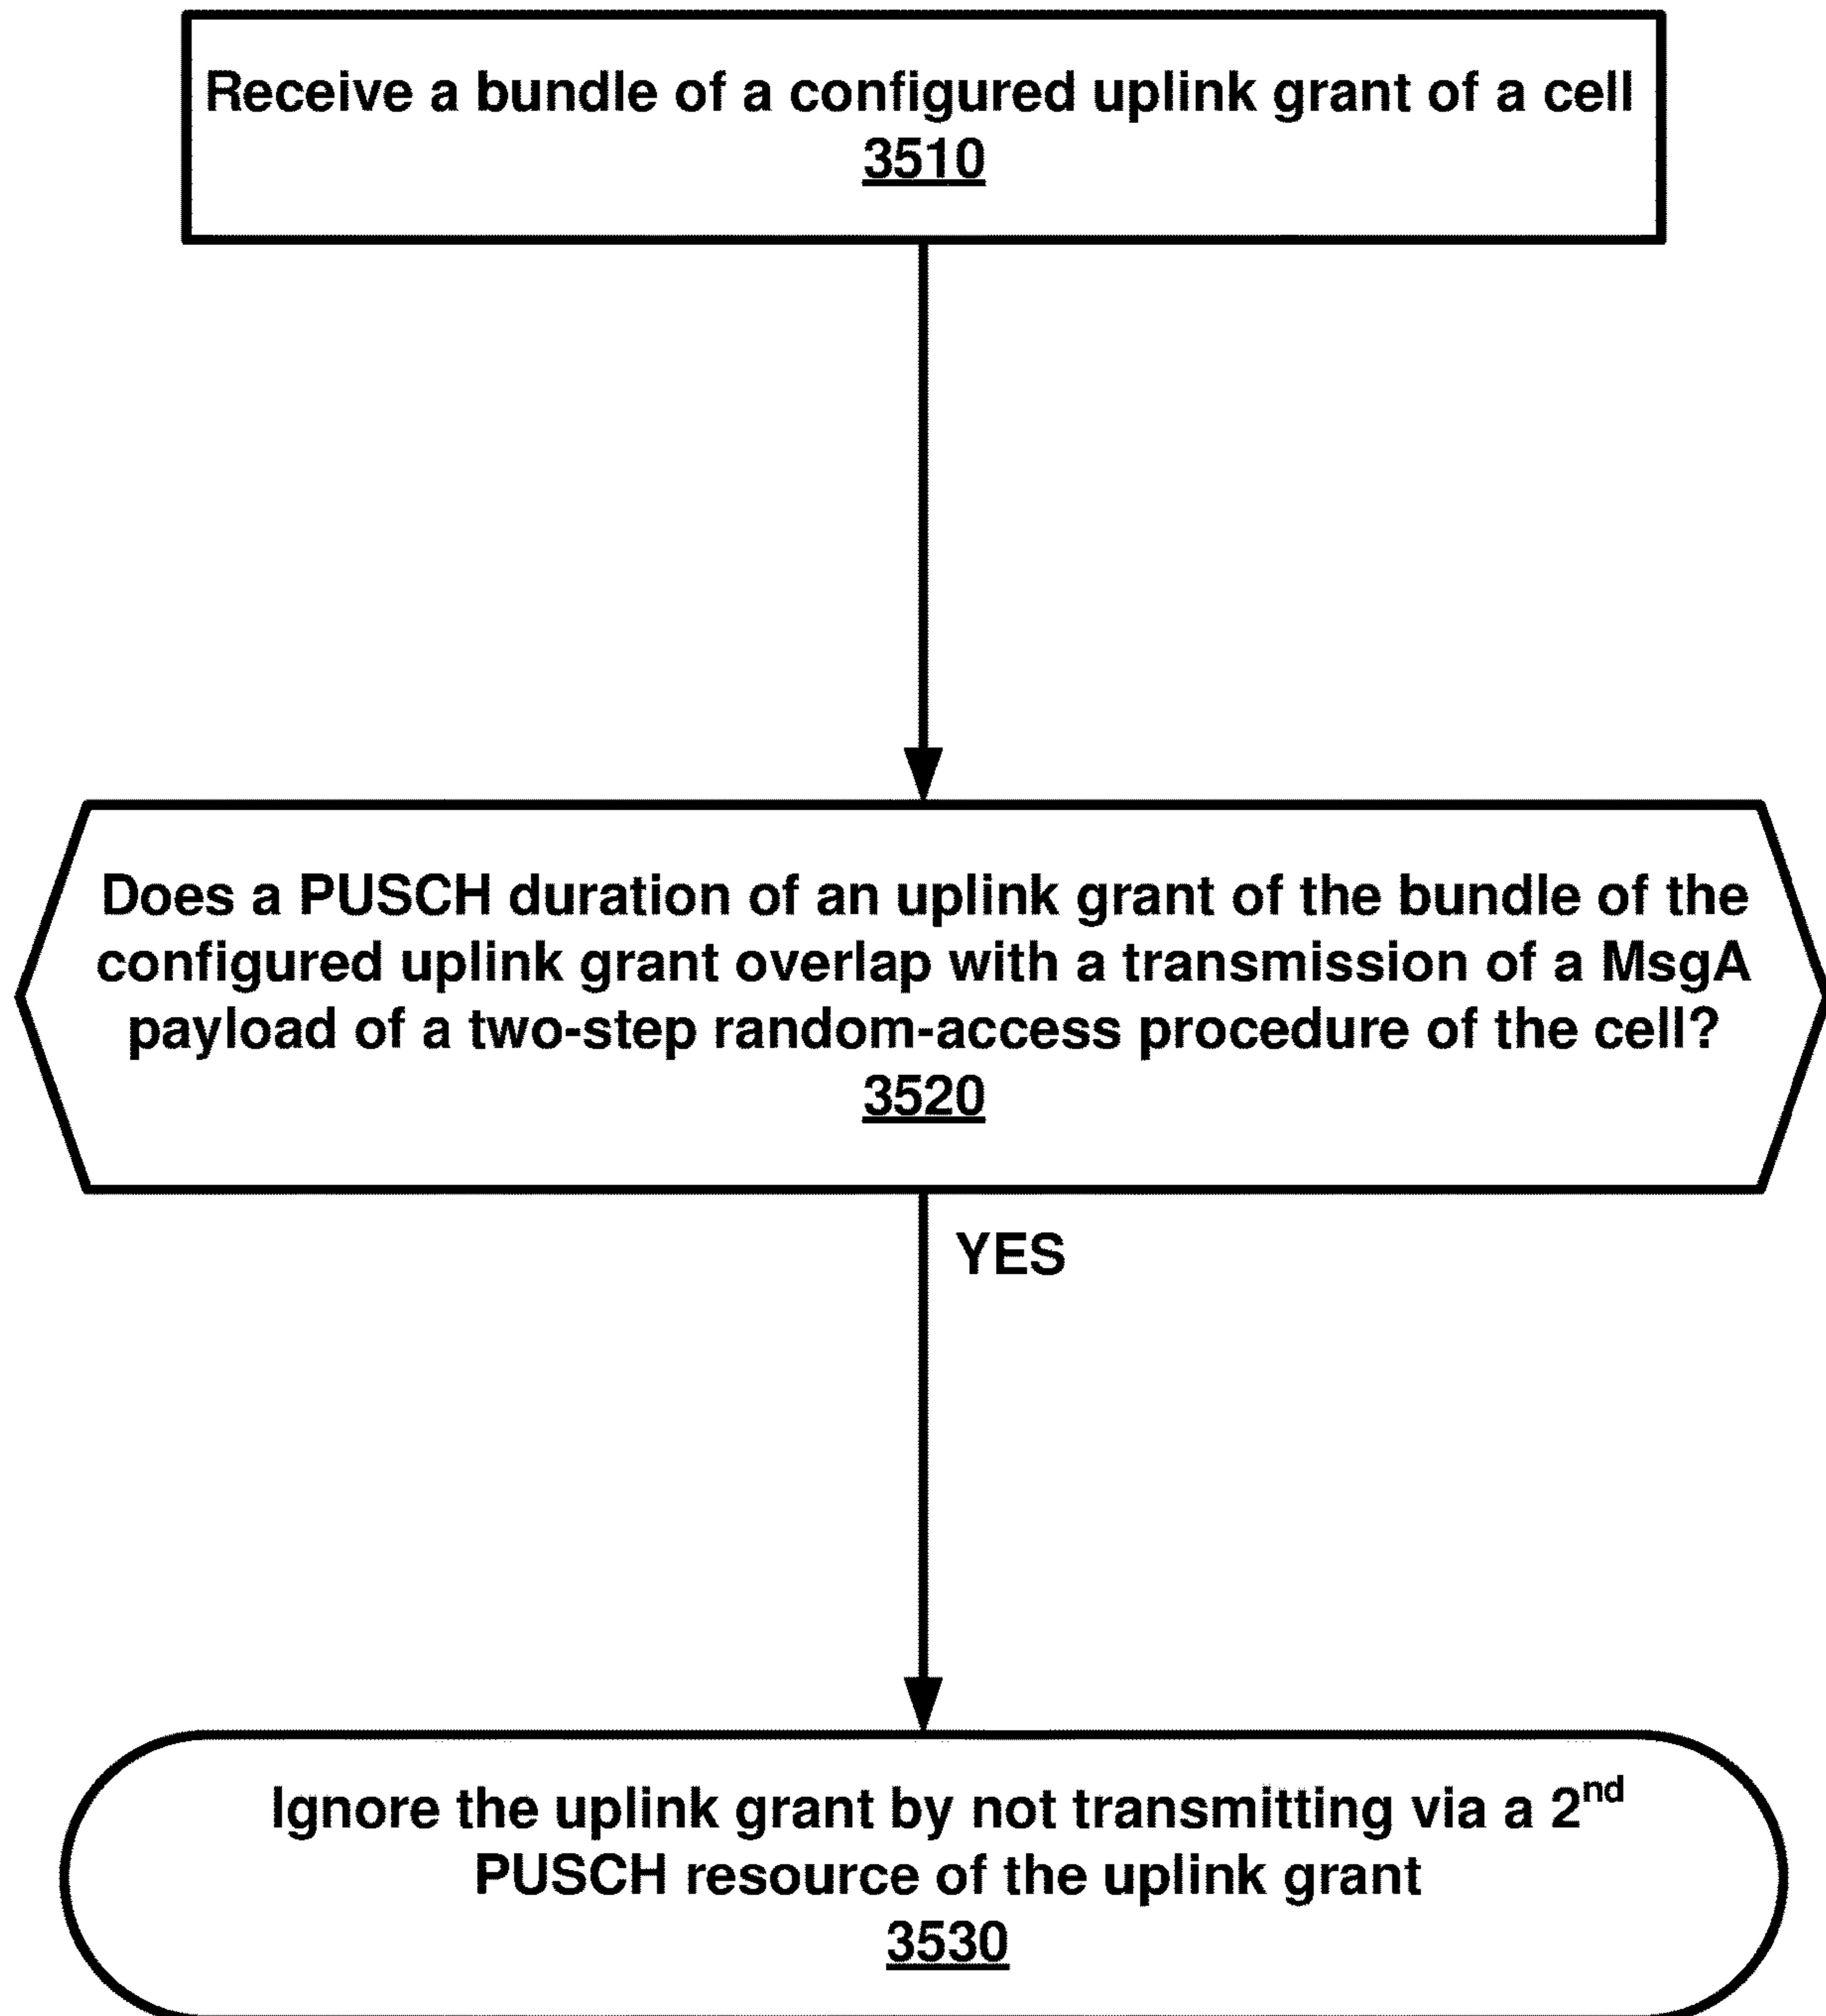 Receive a bundle of a configured uplink grant of a cell
3510
Does a PUSCH duration of an uplink grant of the bundle of the
configured uplink grant overlap with a transmission of a MsgA
payload of a two-step random-access procedure of the cell?
3520
YES
Ignore the uplink grant by not transmitting via a 2nd
PUSCH resource of the uplink grant
3530